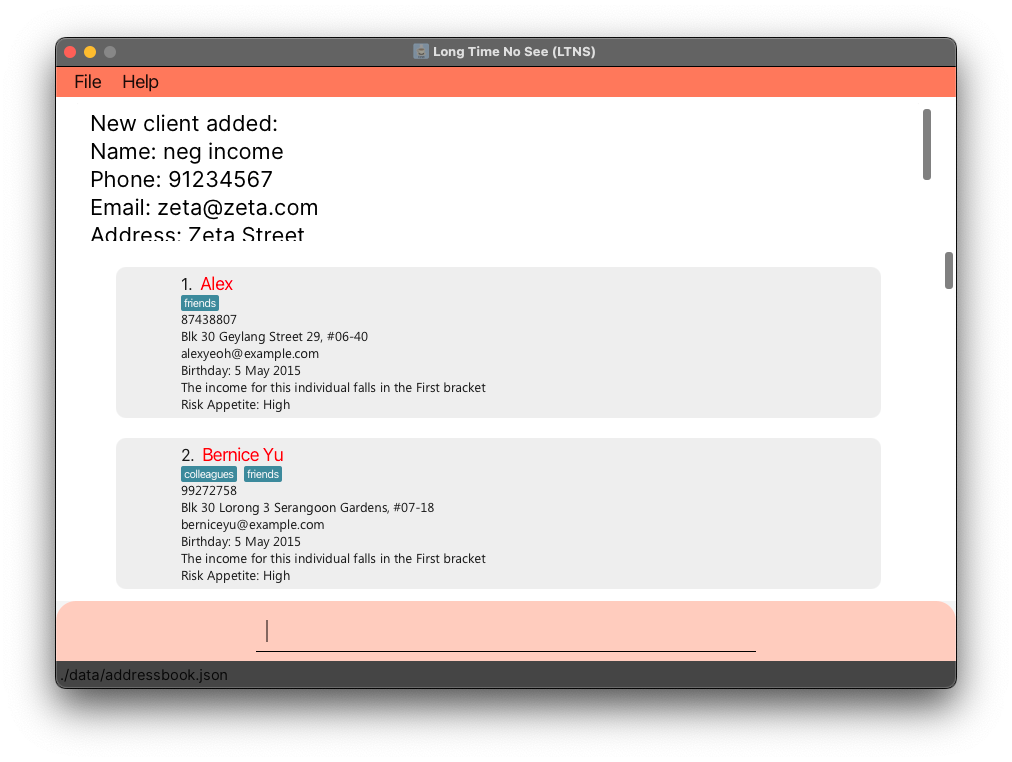 Long Time No See (LTNS)
File Help
New client added:
Name: neg income
Phone: 91234567
Email: zeta@zeta.com
Address: Zeta Street
1. Alex
friends
87438807
Blk 30 Geylang Street 29, #06-40
alexyeoh@example.com
Birthday: 5 May 2015
The income for this individual falls in the First bracket
Risk Appetite: High
2. Bernice Yu
colleagues friends
99272758
Blk 30 Lorong 3 Serangoon Gardens, #07-18
berniceyu@example.com
Birthday: 5 May 2015
The income for this individual falls in the First bracket
Risk Appetite: High
./data/addressbook.json